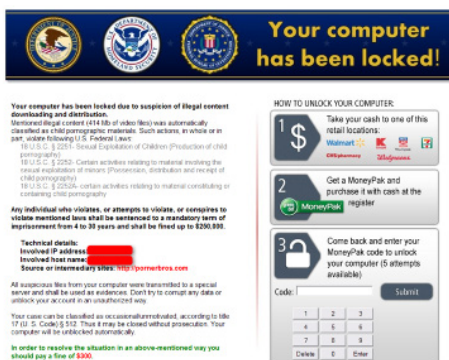 Your computer
has been locked!
Your computer has been locked due to suspicion of illegal content
downloading and distribution.
Mentioned illegal content (414 Mb of video files) was automatically
classified as child pornographic materials. Such actions, in whole or in
part, violate following U.S. Federal Laws:
18 U.S.C. § 2251- Sexual Exploitation of Children (Production of child
pornography)
18 U.S.C. § 2252- Certain activities relating to material involving the
sexual exploitation of minors (Possession, distribution and receipt of
child pornography)
18 U.S.C. § 2252A- certain activities relating to material constituting or
containing child pornography
Any individual who violates, or attempts to violate, or conspires to
violate mentioned laws shall be sentenced to a mandatory term of
imprisonment from 4 to 30 years and shall be fined up to $250,000.
Technical details:
Involved IP address:
Involved host name:
Source or intermediary sites: http://pornerbros.com
All suspicious files from your computer were transmitted to a special
server and shall be used as evidences. Don't try to corrupt any data or
unblock your account in an unauthorized way.
Your case can be classified as occasional/unmotivated, according to title
17 (U. S. Code) § 512. Thus it may be closed without prosecution. Your
computer will be unblocked automatically.
In order to resolve the situation in an above-mentioned way you
should pay a fine of $300.
HOW TO UNLOCK YOUR COMPUTER:
1
$
Take your cash to one of this
retail locations:
Walmart
CVS/pharmacy
Walgreens
2
Get a MoneyPak and
purchase it with cash at the
register
MoneyPak
3
Come back and enter your
MoneyPak code to unlock
your computer (5 attempts
available)
Code:
Submit
1 2 3
4 5 6
7 8 9
Delete 0 Enter